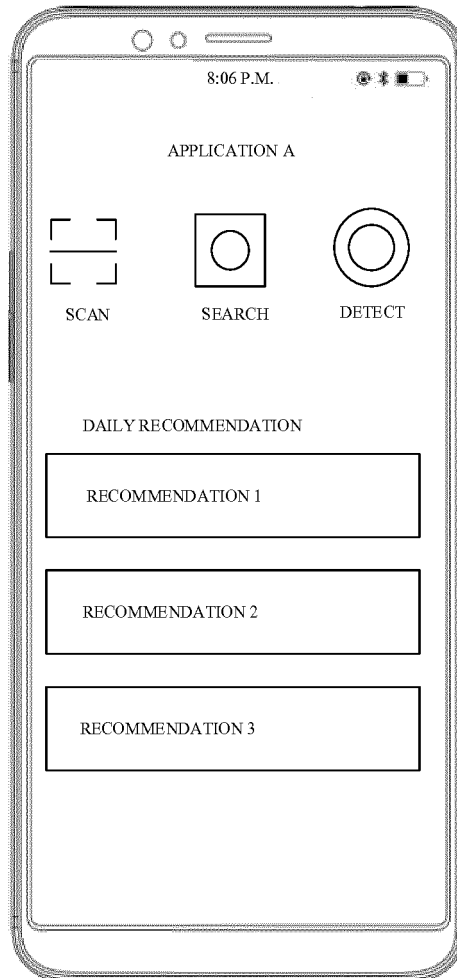 8:06 P.M.
APPLICATION A
SCAN SEARCH DETECT
DAILY RECOMMENDATION
RECOMMENDATION 1
RECOMMENDATION 2
RECOMMENDATION 3